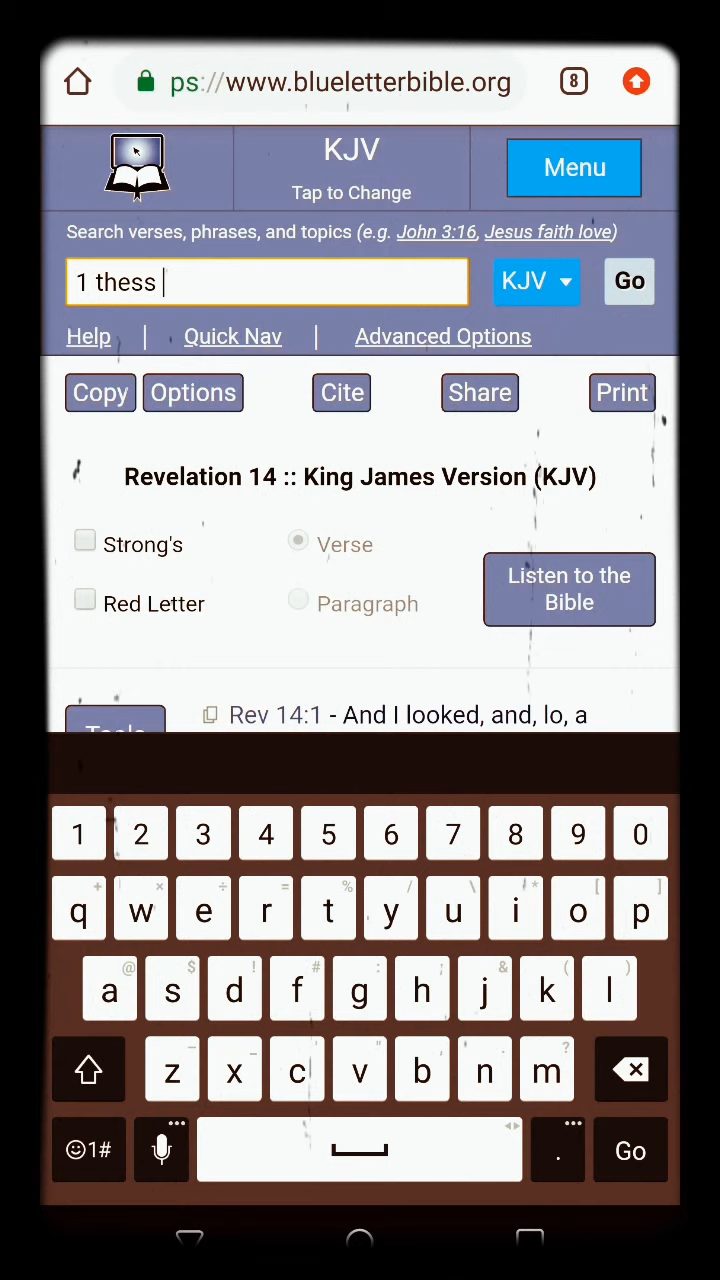 ps://www.blueletterbible.org 8
KJV
Tap to Change
Menu
Search verses, phrases, and topics (e.g. John 3:16, Jesus faith love)
1 thess
KJV
Go
Help | Quick Nav | Advanced Options
Copy Options Cite Share Print
Revelation 14 :: King James Version (KJV)
Strong's Verse
Red Letter Paragraph
Listen to the
Bible
Tools
Rev 14:1 - And I looked, and, lo, a
1 2 3 4 5 6 7 8 9 0
q w e r t y u i o p
a s d f g h j k l
z x c v b n m
1# . Go